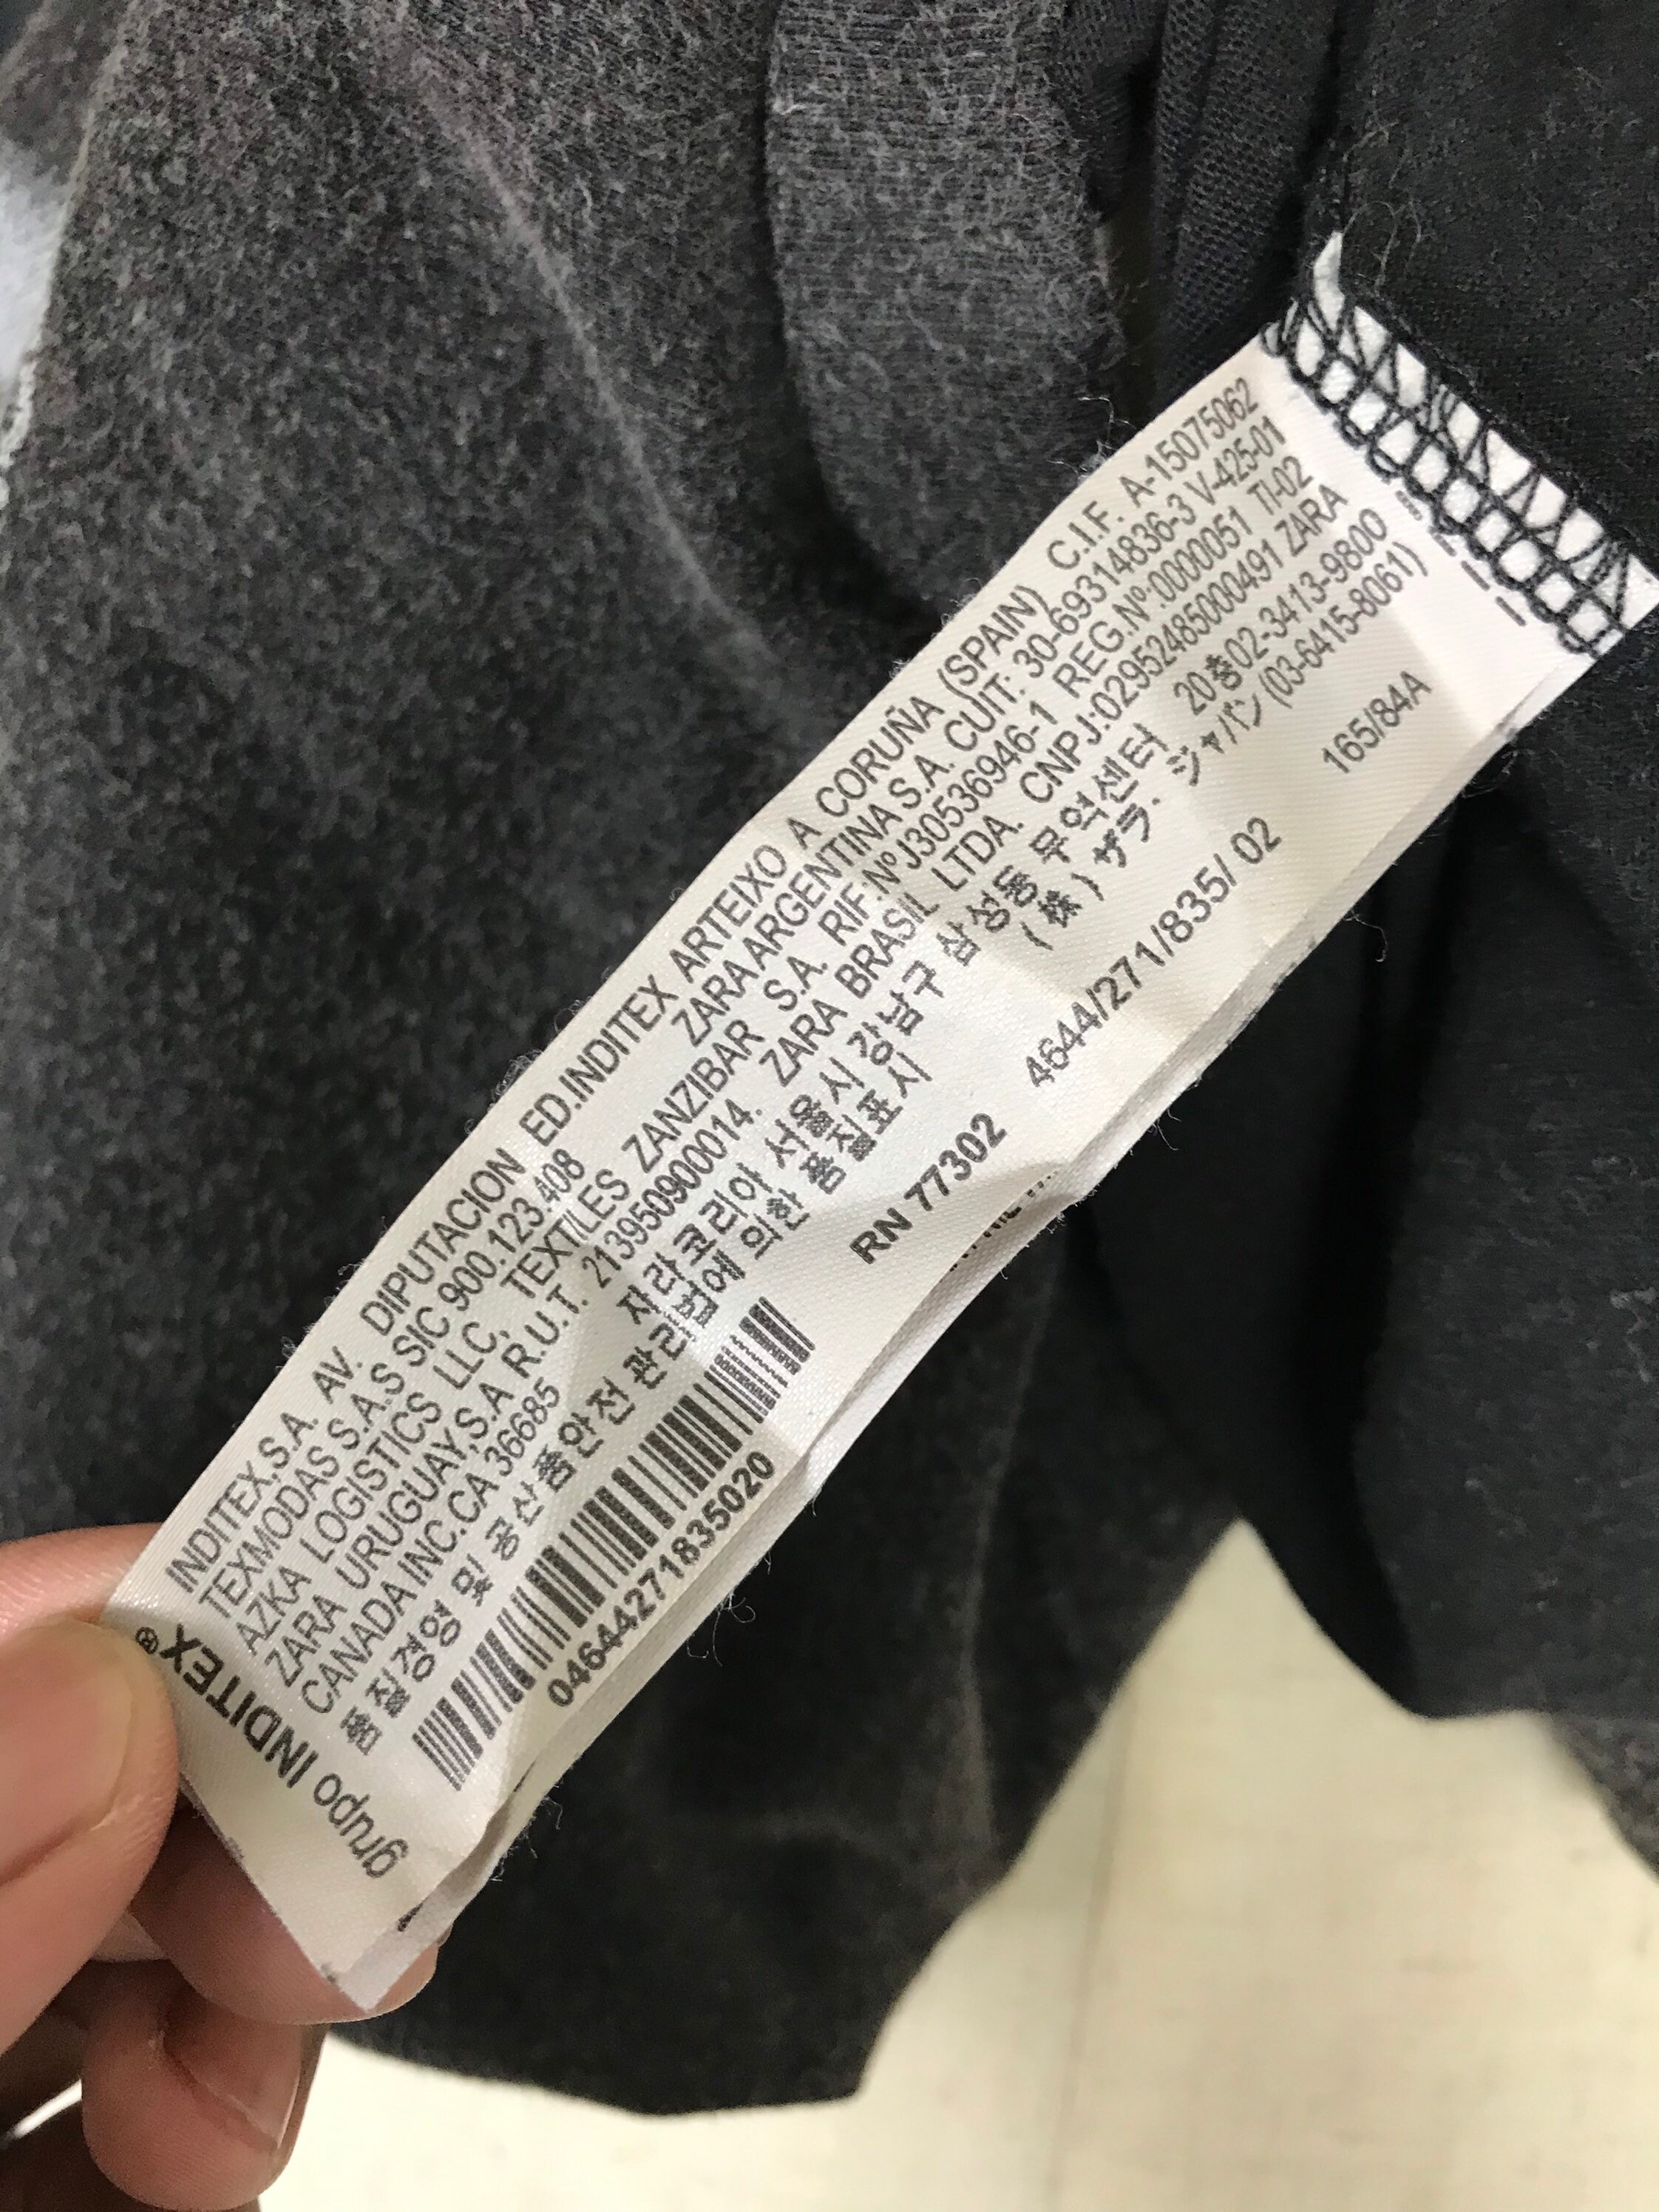 INDITEX,S.A. AV. DIPUTACION ED.INDITEX ARTEIXO A CORUÑA (SPAIN) C.I.F. A-15075062
TEXMODAS S.A.S SIC 900.123.408 ZARA ARGENTINA S.A. CUIT: 30-69314836-3 V-425-01
AZKA LOGISTICS LLC, TEXTILES ZANZIBAR S.A. RIF:NºJ30536946-1 REG.Nº:0000051 TI-02
ZARA URUGUAY,S.A R.U.T. 213950900014. ZARA BRASIL LTDA. CNPJ:02952485000491 ZARA
CANADA INC.CA 36685 자라코리아 서울시 강남구 삼성동 무역센터 20층02-3413-9800
품질경영 및 공산품안전 관리법에 의한 품질표시 (株) ザラ. ジャパン (03-6415-8061)
165/84A
04644271835020
RN 77302
4644/271/835/ 02
grupo INDITEX®